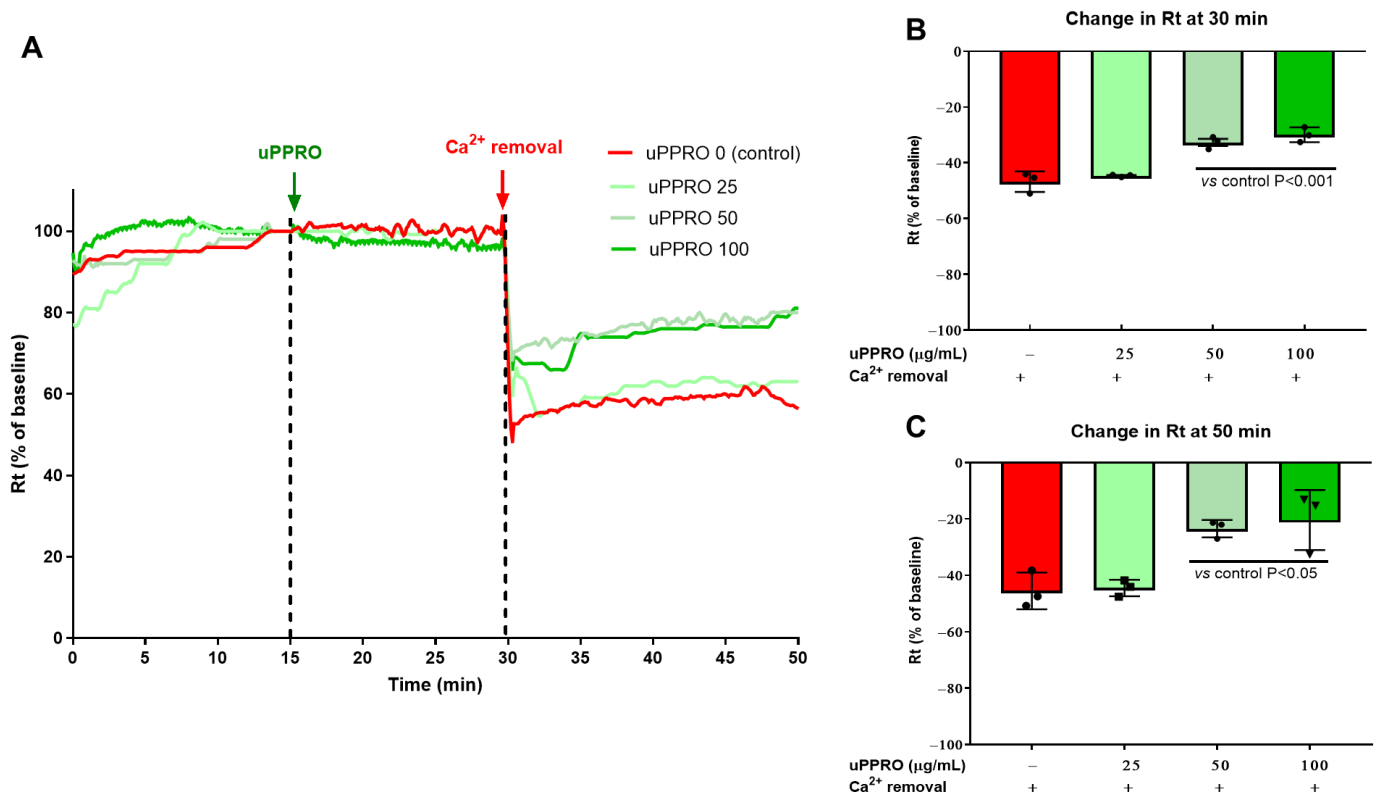 A
uPPRO
Ca2+ removal
uPPRO 0 (control)
uPPRO 25
uPPRO 50
uPPRO 100
Rt (% of baseline)
100
80
60
40
20
0
0 5 10 15 20 25 30 35 40 45 50
Time (min)
B
Change in Rt at 30 min
Rt (% of baseline)
0
−20
−40
−60
−80
−100
vs control P<0.001
uPPRO (μg/mL) – 25 50 100
Ca2+ removal + + + +
C
Change in Rt at 50 min
Rt (% of baseline)
0
−20
−40
−60
−80
−100
vs control P<0.05
uPPRO (μg/mL) – 25 50 100
Ca2+ removal + + + +